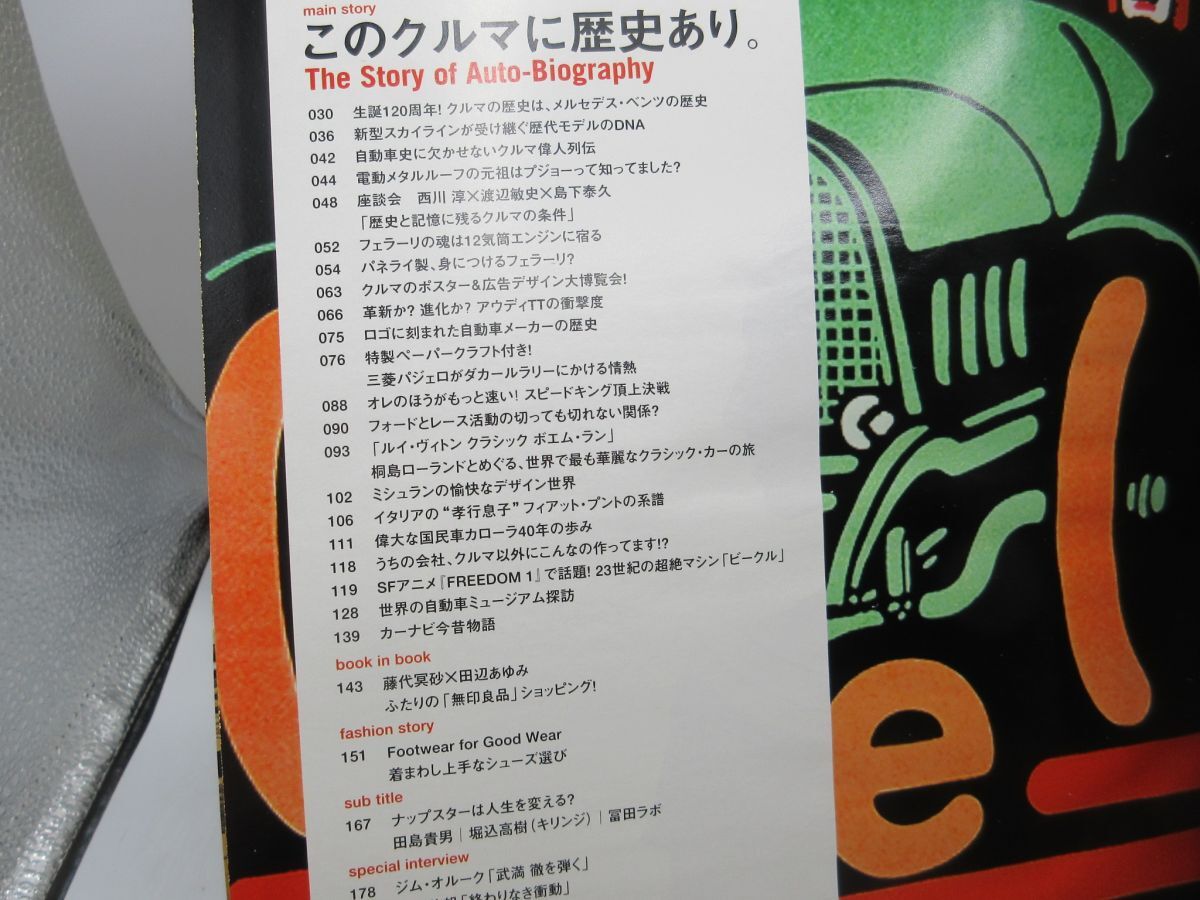 main story
このクルマに歴史あり。
The Story of Auto-Biography
030 生誕120周年! クルマの歴史は、メルセデス・ベンツの歴史
036 新型スカイラインが受け継ぐ歴代モデルのDNA
042 自動車史に欠かせないクルマ偉人列伝
044 電動メタルルーフの元祖はプジョーって知ってました?
048 座談会 西川 淳×渡辺敏史×島下泰久
「歴史と記憶に残るクルマの条件」
052 フェラーリの魂は12気筒エンジンに宿る
054 パネライ製、身につけるフェラーリ?
063 クルマのポスター&広告デザイン大博覧会!
066 革新か? 進化か? アウディTTの衝撃度
075 ロゴに刻まれた自動車メーカーの歴史
076 特製ペーパークラフト付き!
三菱パジェロがダカールラリーにかける情熱
088 オレのほうがもっと速い! スピードキング頂上決戦
090 フォードとレース活動の切っても切れない関係?
093 「ルイ・ヴィトン クラシック ボエム・ラン」
桐島ローランドとめぐる、世界で最も華麗なクラシック・カーの旅
102 ミシュランの愉快なデザイン世界
106 イタリアの“孝行息子” フィアット・プントの系譜
111 偉大な国民車カローラ40年の歩み
118 うちの会社、クルマ以外にこんなの作ってます!?
119 SFアニメ『FREEDOM 1』で話題! 23世紀の超絶マシン「ビークル」
128 世界の自動車ミュージアム探訪
139 カーナビ今昔物語
book in book
143 藤代冥砂×田辺あゆみ
ふたりの「無印良品」ショッピング!
fashion story
151 Footwear for Good Wear
着まわし上手なシューズ選び
sub title
167 ナップスターは人生を変える?
田島貴男｜堀込高樹(キリンジ)｜冨田ラボ
special interview
178 ジム・オルーク「武満 徹を弾く」
「終わりなき衝動」
e